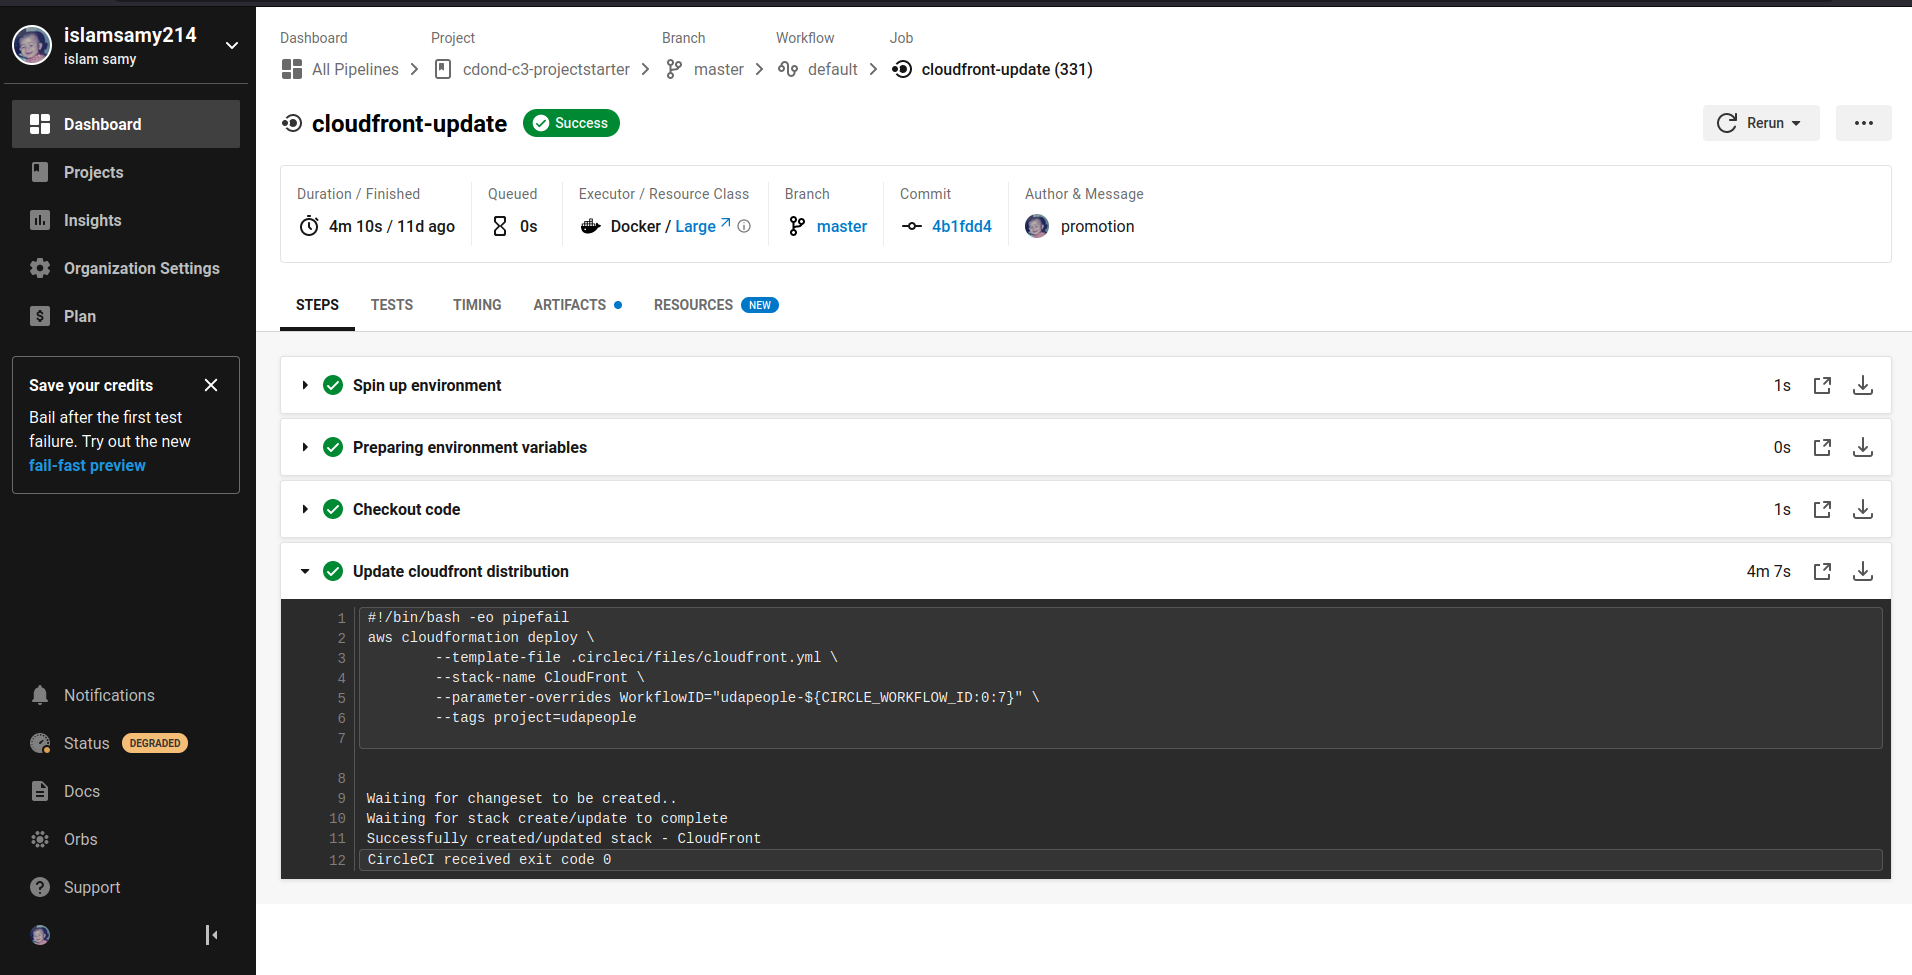 islamsamy214
islam samy
Dashboard
Projects
Insights
Organization Settings
Plan
Save your credits
Bail after the first test
failure. Try out the new
fail-fast preview
Notifications
Status DEGRADED
Docs
Orbs
Support
Dashboard Project Branch Workflow Job
All Pipelines cdond-c3-projectstarter master default cloudfront-update (331)
cloudfront-update Success Rerun
Duration / Finished Queued Executor / Resource Class Branch Commit Author & Message
4m 10s / 11d ago 0s Docker / Large master 4b1fdd4 promotion
STEPS TESTS TIMING ARTIFACTS RESOURCES NEW
Spin up environment 1s
Preparing environment variables 0s
Checkout code 1s
Update cloudfront distribution 4m 7s
1 #!/bin/bash -eo pipefail
2 aws cloudformation deploy \
3 --template-file .circleci/files/cloudfront.yml \
4 --stack-name CloudFront \
5 --parameter-overrides WorkflowID="udapeople-${CIRCLE_WORKFLOW_ID:0:7}" \
6 --tags project=udapeople
7
8
9 Waiting for changeset to be created..
10 Waiting for stack create/update to complete
11 Successfully created/updated stack - CloudFront
12 CircleCI received exit code 0